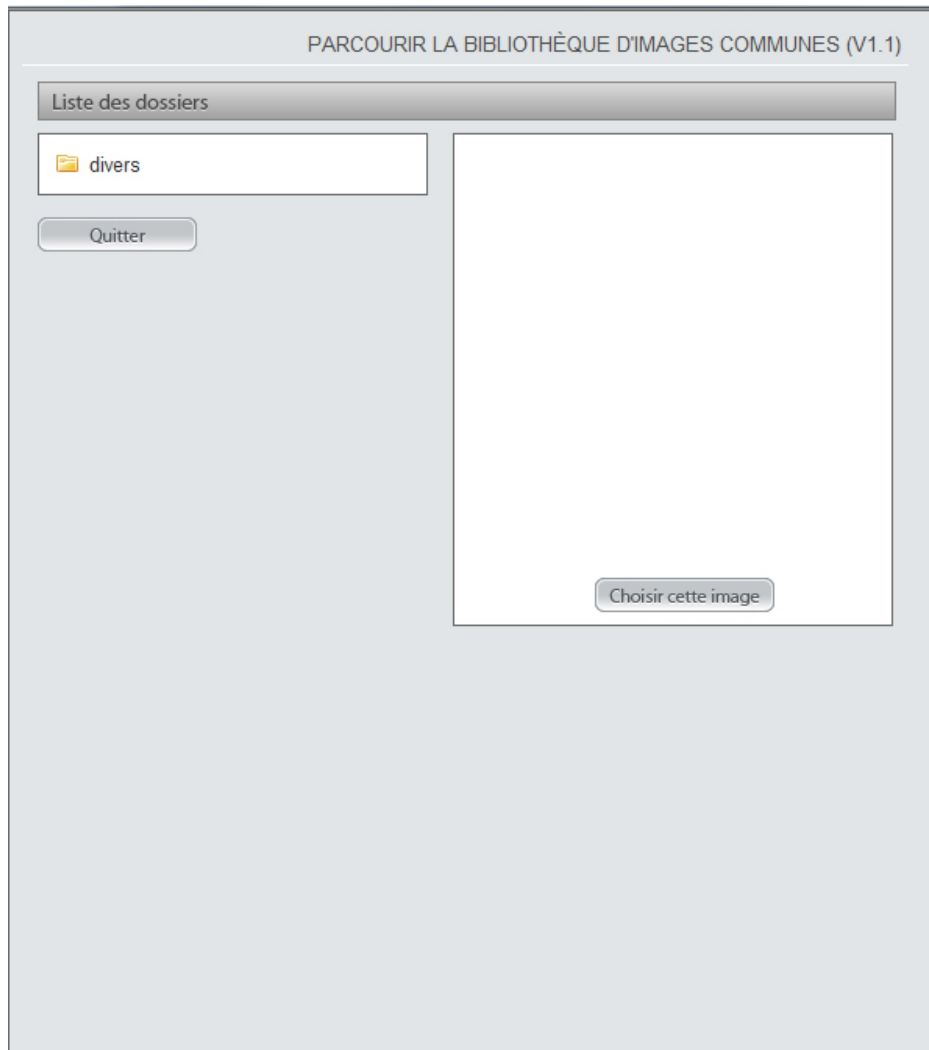 PARCOURIR LA BIBLIOTHÈQUE D'IMAGES COMMUNES (V1.1)
Liste des dossiers
divers
Quitter
Choisir cette image